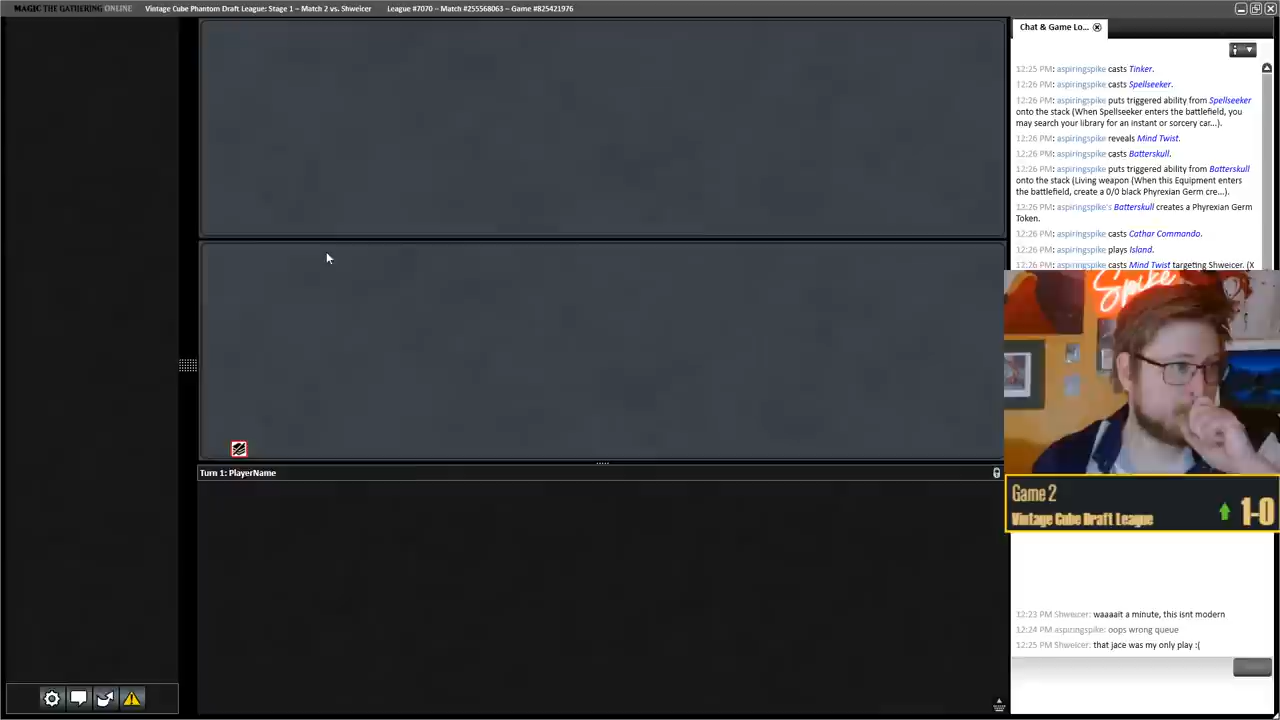 MAGIC THE GATHERING ONLINE
Vintage Cube Phantom Draft League: Stage 1 – Match 2 vs. Shweicer
League #7070 – Match #255568063 – Game #825421976
Chat & Game Lo...
12:25 PM: aspiringspike casts Tinker.
12:26 PM: aspiringspike casts Spellseeker.
12:26 PM: aspiringspike puts triggered ability from Spellseeker
onto the stack (When Spellseeker enters the battlefield, you
may search your library for an instant or sorcery car...).
12:26 PM: aspiringspike reveals Mind Twist.
12:26 PM: aspiringspike casts Batterskull.
12:26 PM: aspiringspike puts triggered ability from Batterskull
onto the stack (Living weapon (When this Equipment enters
the battlefield, create a 0/0 black Phyrexian Germ cre...).
12:26 PM: aspiringspike's Batterskull creates a Phyrexian Germ
Token.
12:26 PM: aspiringspike casts Cathar Commando.
12:26 PM: aspiringspike plays Island.
12:26 PM: aspiringspike casts Mind Twist targeting Shweicer. (X
Spike
Turn 1: PlayerName
Game 2
Vintage Cube Draft League
1-0
12:23 PM Shweicer: waaaait a minute, this isnt modern
12:24 PM aspiringspike: oops wrong queue
12:25 PM Shweicer: that jace was my only play :(